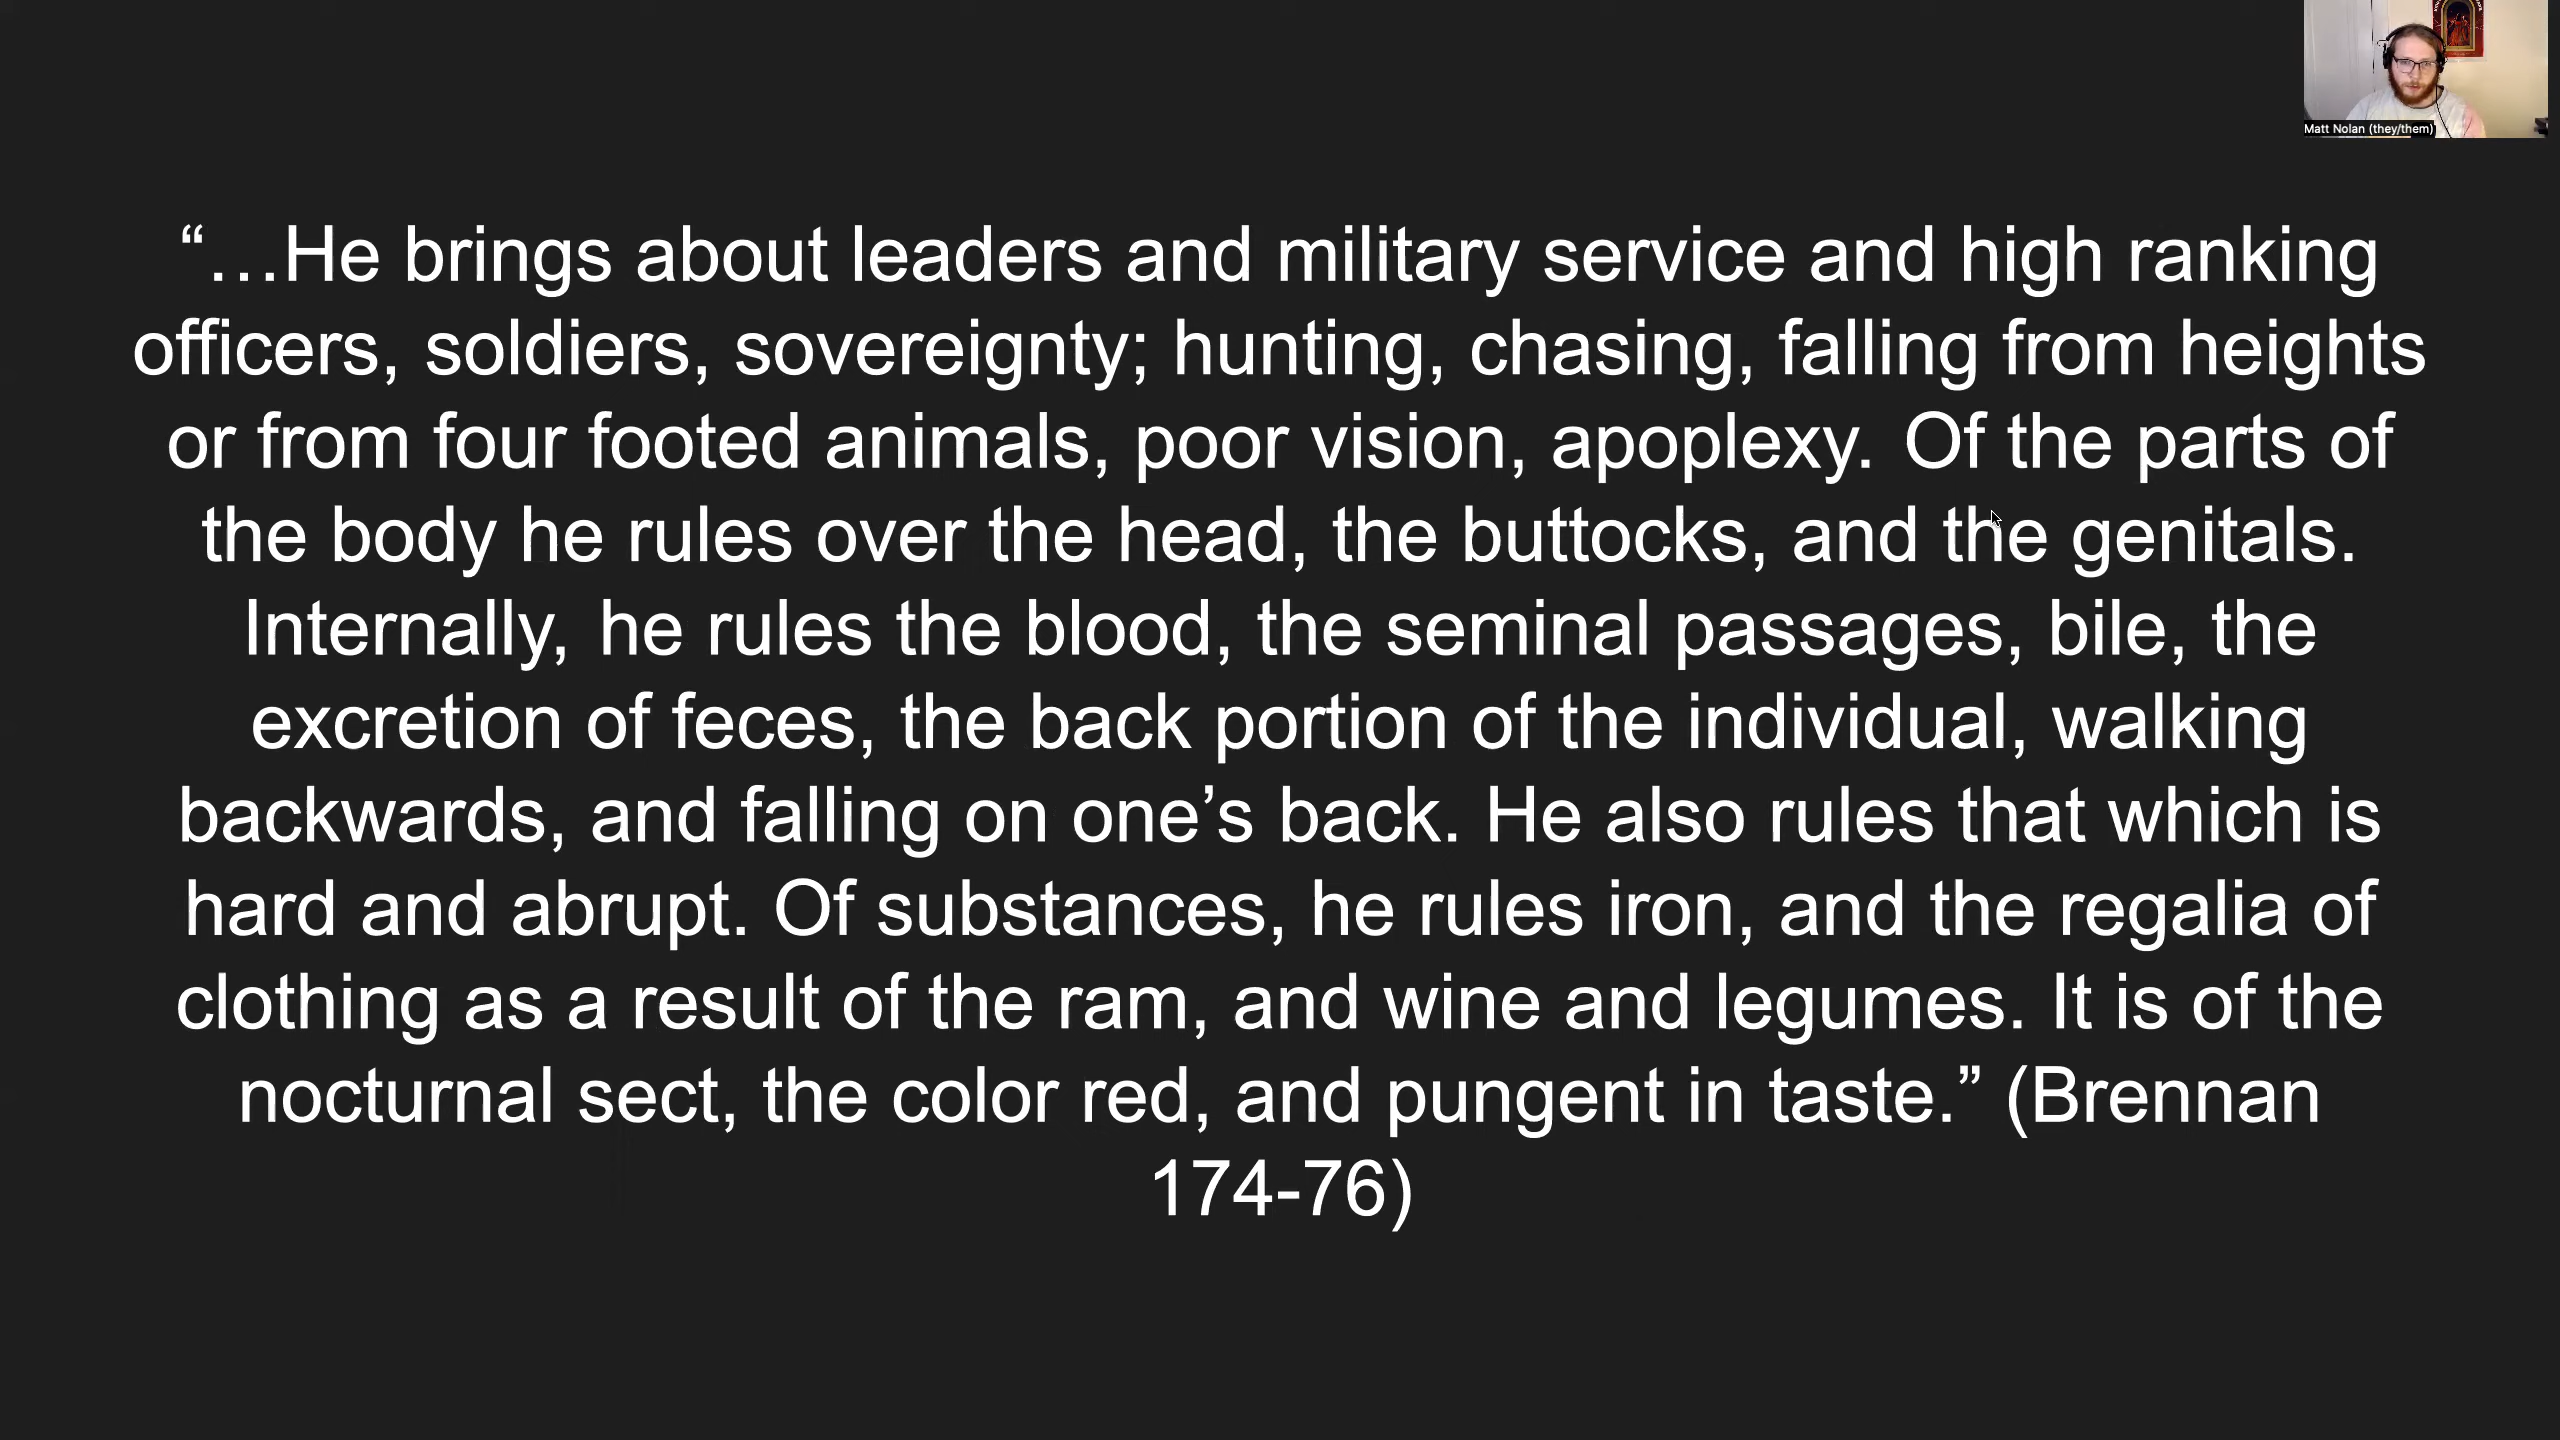 Matt Nolan (they/them)
“…He brings about leaders and military service and high ranking
officers, soldiers, sovereignty; hunting, chasing, falling from heights
or from four footed animals, poor vision, apoplexy. Of the parts of
the body he rules over the head, the buttocks, and the genitals.
Internally, he rules the blood, the seminal passages, bile, the
excretion of feces, the back portion of the individual, walking
backwards, and falling on one’s back. He also rules that which is
hard and abrupt. Of substances, he rules iron, and the regalia of
clothing as a result of the ram, and wine and legumes. It is of the
nocturnal sect, the color red, and pungent in taste.” (Brennan
174-76)